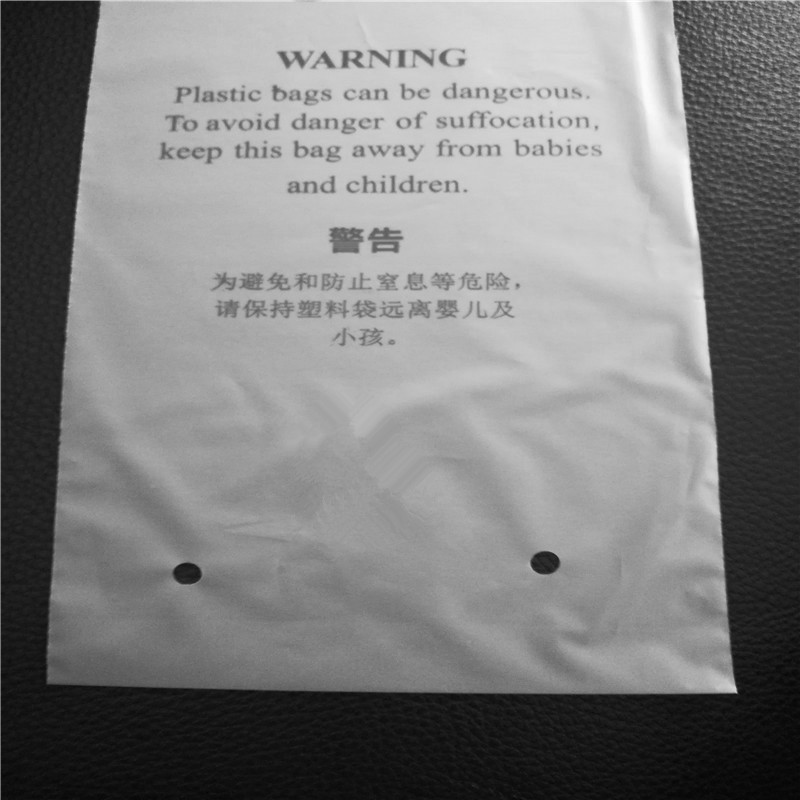 WARNING
Plastic bags can be dangerous.
To avoid danger of suffocation,
keep this bag away from babies
and children.
警告
为避免和防止窒息等危险，
请保持塑料袋远离婴儿及
小孩。